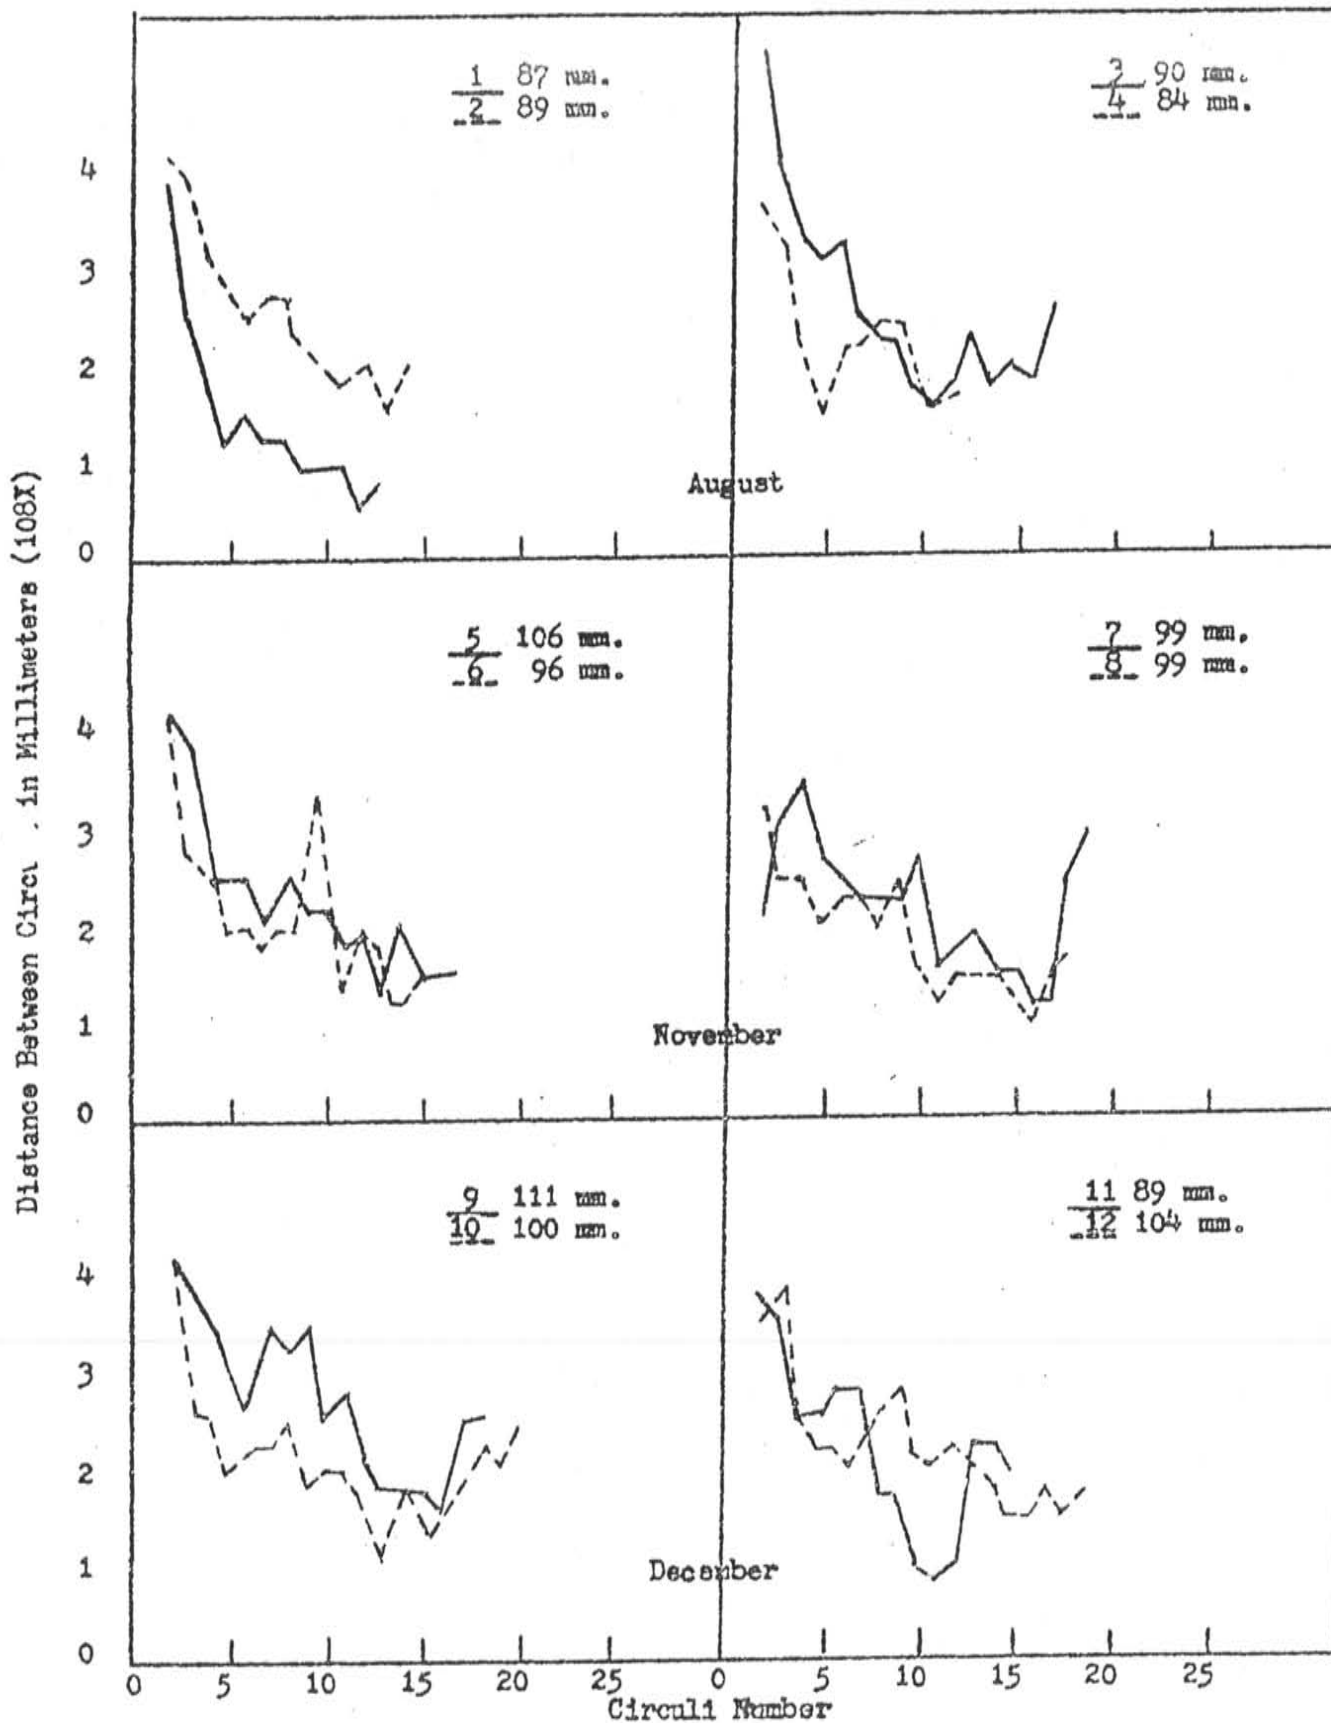 1 87 mm.
2 89 mm.
3 90 mm.
4 84 mm.
4
3
2
1
0
August
5 106 mm.
6 96 mm.
7 99 mm.
8 99 mm.
4
3
2
1
0
November
9 111 mm.
10 100 mm.
11 89 mm.
12 104 mm.
4
3
2
1
0
December
0 5 10 15 20 25 0 5 10 15 20 25
Circuli Number
Distance Between Circu . in Millimeters (108X)